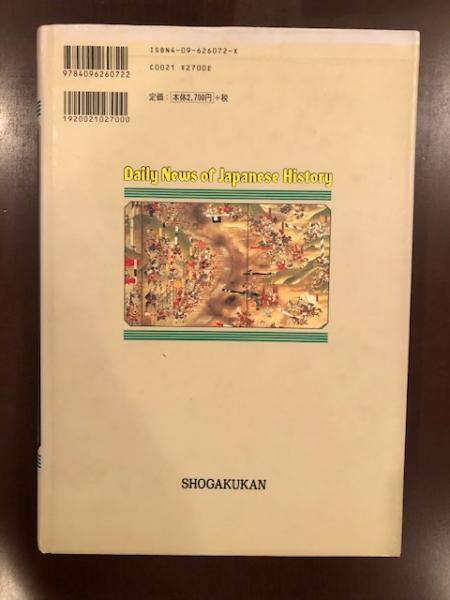 ISBN4-09-626072-X
C0021 ¥2700E
定価：本体2,700円+税
9784096260722
1920021027000
Daily News of Japanese History
SHOGAKUKAN